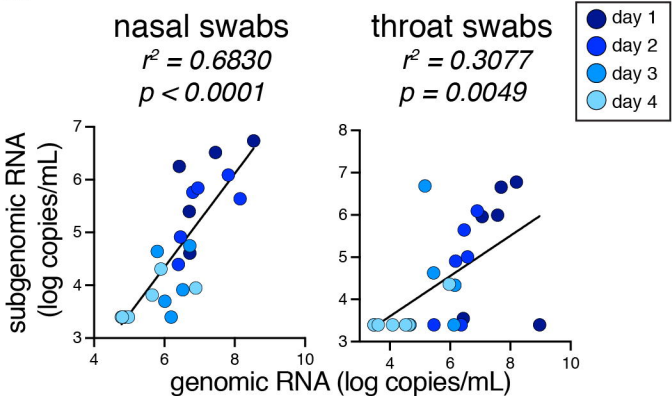 nasal swabs
r² = 0.6830
p < 0.0001
throat swabs
r² = 0.3077
p = 0.0049
day 1
day 2
day 3
day 4
subgenomic RNA
(log copies/mL)
7
6
5
4
3
4
6
8
10
8
7
6
5
4
3
4
6
8
10
genomic RNA (log copies/mL)